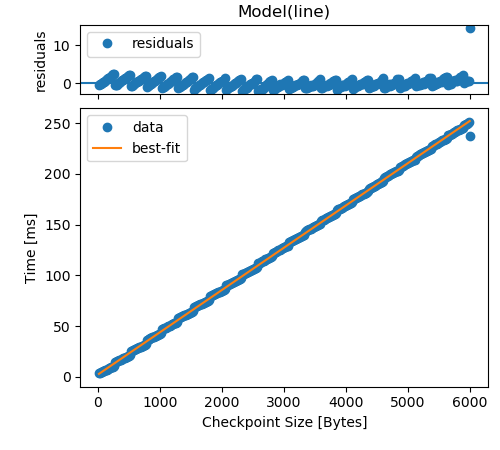 Model(line)
residuals
10
0
residuals
data
best-fit
Time [ms]
250
200
150
100
50
0
0 1000 2000 3000 4000 5000 6000
Checkpoint Size [Bytes]